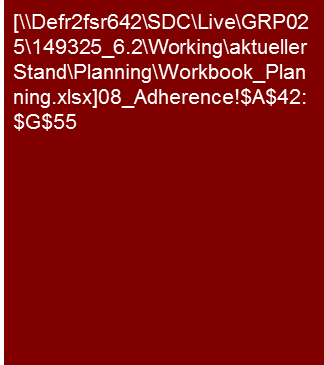 [\\Defr2fsr642\SDC\Live\GRP02
5\149325_6.2\Working\aktueller
Stand\Planning\Workbook_Plan
ning.xlsx]08_Adherence!$A$42:
$G$55